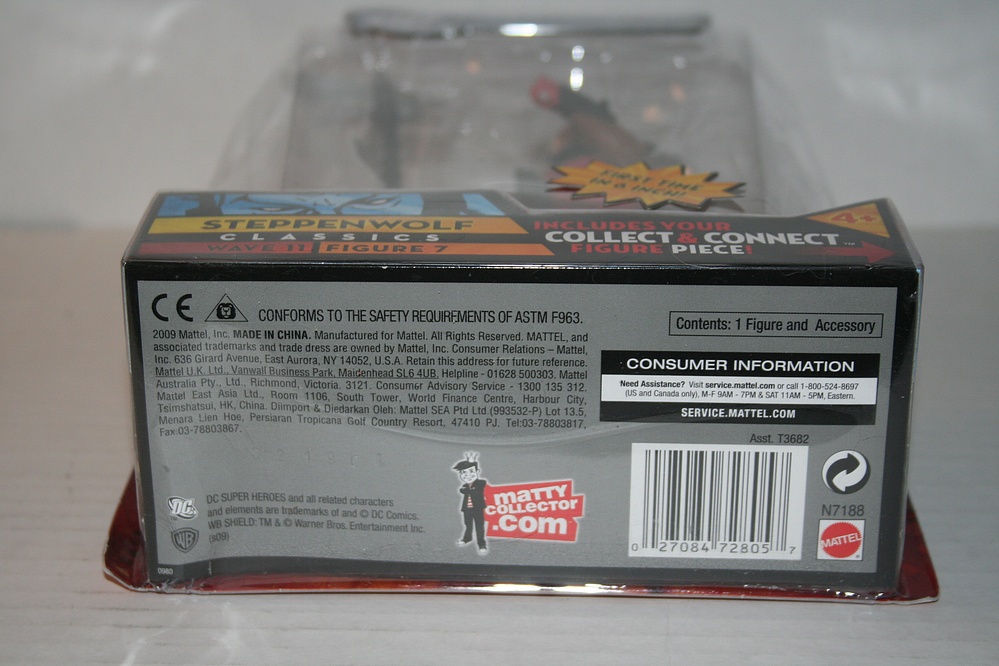 FIRST TIME
IN 6 INCH!
STEPPENWOLF
CLASSICS
WAVE 11 FIGURE 7
INCLUDES YOUR
COLLECT & CONNECT™
FIGURE PIECE!
4+
CE
CONFORMS TO THE SAFETY REQUIREMENTS OF ASTM F963.
2009 Mattel, Inc. MADE IN CHINA. Manufactured for Mattel. All Rights Reserved. MATTEL, and
associated trademarks and trade dress are owned by Mattel, Inc. Consumer Relations – Mattel,
Inc. 636 Girard Avenue, East Aurora, NY 14052, U.S.A. Retain this address for future reference.
Mattel U.K. Ltd., Vanwall Business Park, Maidenhead SL6 4UB, Helpline - 01628 500303. Mattel
Australia Pty., Ltd., Richmond, Victoria. 3121. Consumer Advisory Service - 1300 135 312.
Mattel East Asia Ltd., Room 1106, South Tower, World Finance Centre, Harbour City,
Tsimshatsui, HK, China. Diimport & Diedarkan Oleh: Mattel SEA Ptd Ltd.(993532-P) Lot 13.5,
Menara Lien Hoe, Persiaran Tropicana Golf Country Resort, 47410 PJ. Tel:03-78803817,
Fax:03-78803867.
Contents: 1 Figure and Accessory
CONSUMER INFORMATION
Need Assistance? Visit service.mattel.com or call 1-800-524-8697
(US and Canada only). M-F 9AM - 7PM & SAT 11AM - 5PM, Eastern.
SERVICE.MATTEL.COM
Asst. T3682
DC
DC SUPER HEROES and all related characters
and elements are trademarks of and © DC Comics.
WB SHIELD: TM & © Warner Bros. Entertainment Inc.
(s09)
WB
0980
matty
COLLECTOR
.com
0 27084 72805 7
N7188
MATTEL